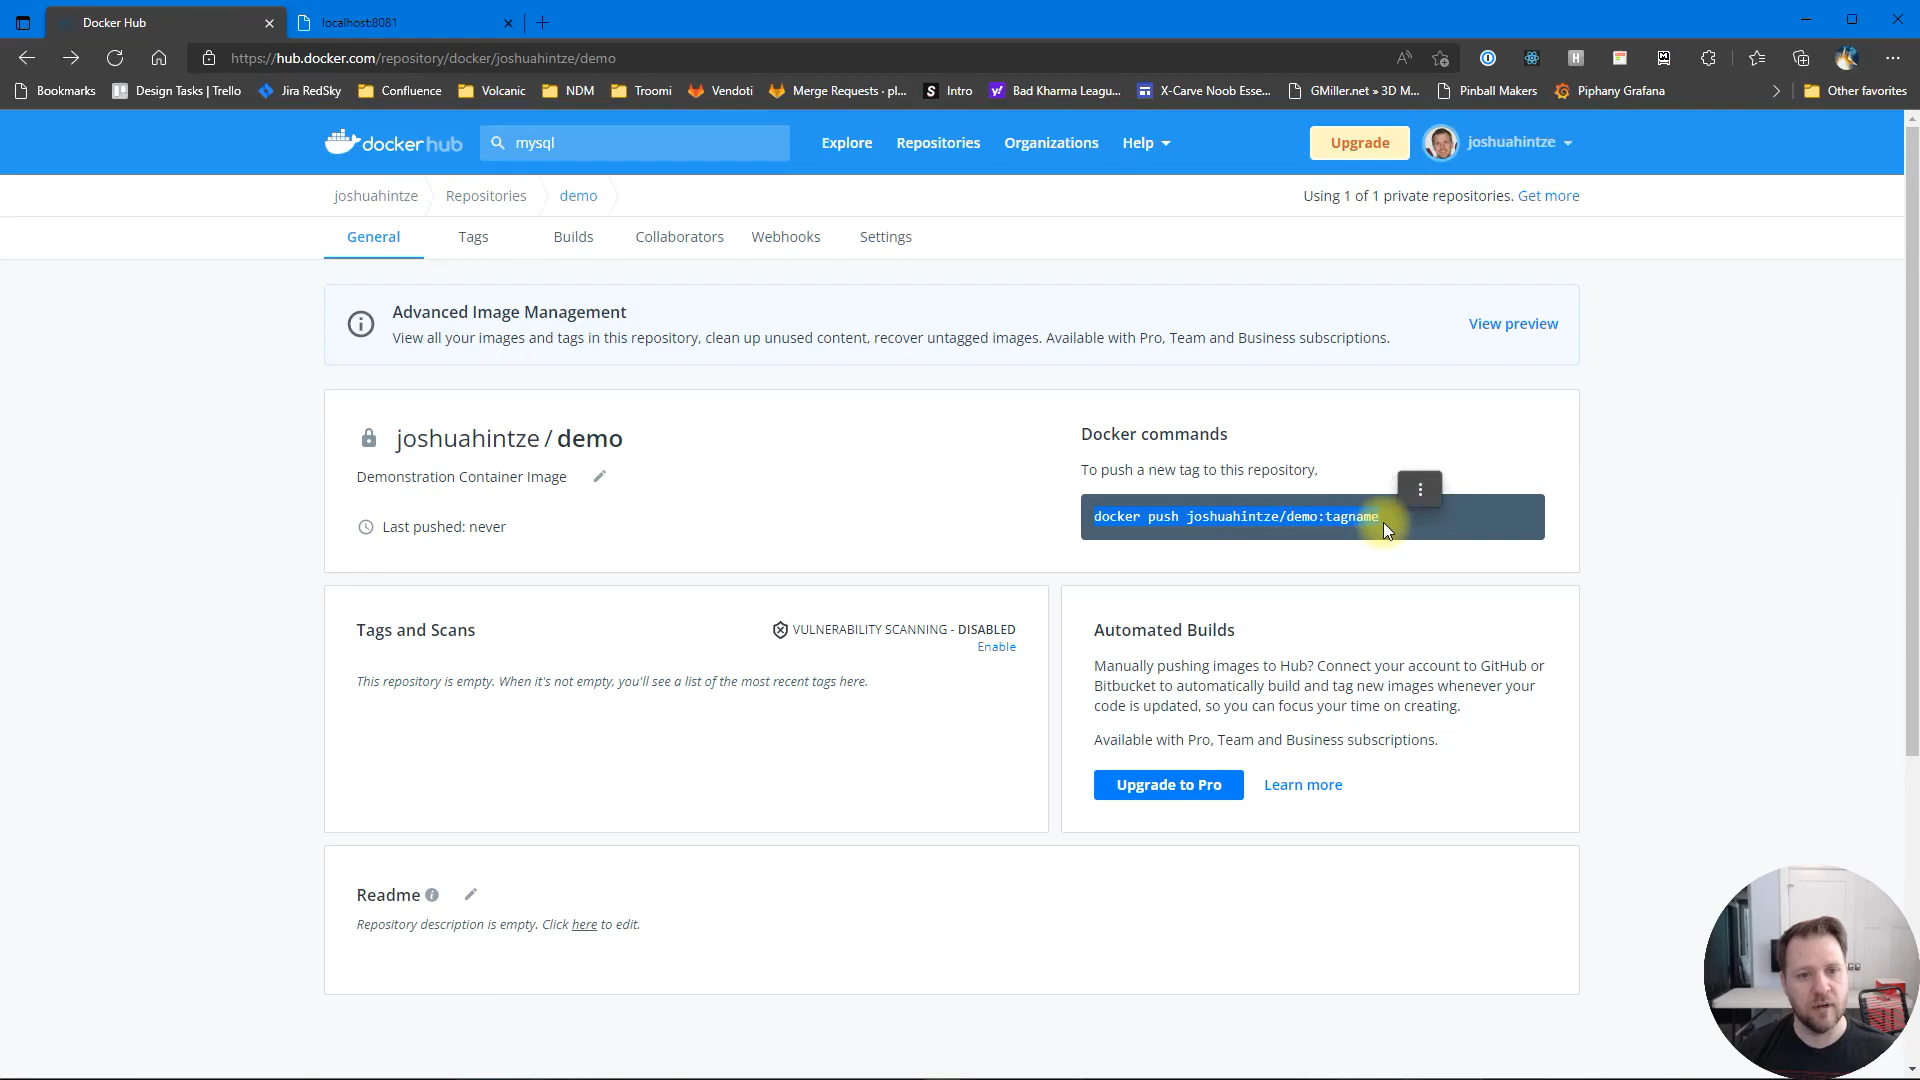 Docker Hub
localhost:8081
https://hub.docker.com/repository/docker/joshuahintze/demo
Bookmarks
Design Tasks | Trello
Jira RedSky
Confluence
Volcanic
NDM
Troomi
Vendoti
Merge Requests · pl...
Intro
Bad Karma Leagu...
X-Carve Noob Esse...
GMiller.net » 3D M...
Pinball Makers
Piphany Grafana
Other favorites
dockerhub
mysql
Explore
Repositories
Organizations
Help
Upgrade
joshuahintze
joshuahintze
Repositories
demo
Using 1 of 1 private repositories. Get more
General
Tags
Builds
Collaborators
Webhooks
Settings
Advanced Image Management
View all your images and tags in this repository, clean up unused content, recover untagged images. Available with Pro, Team and Business subscriptions.
View preview
joshuahintze / demo
Demonstration Container Image
Last pushed: never
Docker commands
To push a new tag to this repository,
docker push joshuahintze/demo:tagname
Tags and Scans
VULNERABILITY SCANNING - DISABLED
Enable
This repository is empty. When it's not empty, you'll see a list of the most recent tags here.
Automated Builds
Manually pushing images to Hub? Connect your account to GitHub or
Bitbucket to automatically build and tag new images whenever your
code is updated, so you can focus your time on creating.
Available with Pro, Team and Business subscriptions.
Upgrade to Pro
Learn more
Readme
Repository description is empty. Click here to edit.